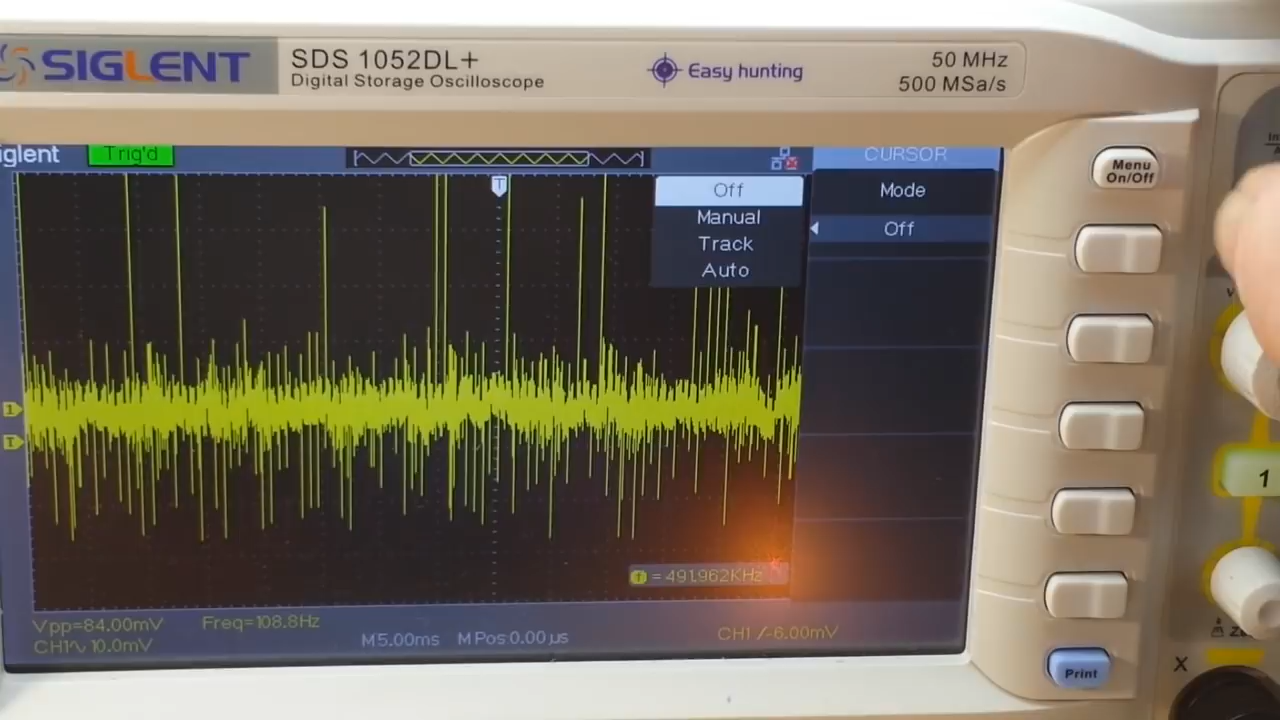 SIGLENT
SDS 1052DL+
Digital Storage Oscilloscope
Easy hunting
50 MHz
500 MSa/s
iglent
Trig'd
T
CURSOR
Mode
Off
Off
Manual
Track
Auto
Menu
On/Off
1
T
1
f = 491.962KHz
Vpp=84.00mV
Freq=108.8Hz
CH1 10.0mV
M 5.00ms
M Pos:0.00µs
CH1 /-6.00mV
Print
X